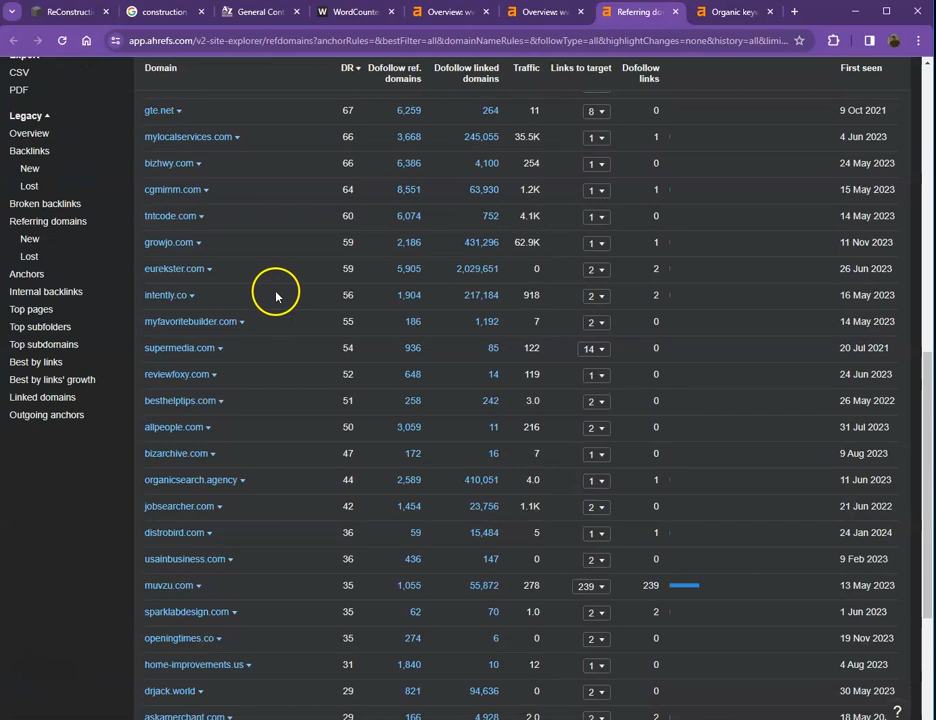 ReConstructi
construction
General Cont
WordCounte
Overview: w
Overview: ww
Referring do
Organic keyw
app.ahrefs.com/v2-site-explorer/refdomains?anchorRules=&bestFilter=all&domainNameRules=&followType=all&highlightChanges=none&history=all&limi...
Export
CSV
PDF
Legacy
Overview
Backlinks
New
Lost
Broken backlinks
Referring domains
New
Lost
Anchors
Internal backlinks
Top pages
Top subfolders
Top subdomains
Best by links
Best by links' growth
Linked domains
Outgoing anchors
Domain DR Dofollow ref. domains Dofollow linked domains Traffic Links to target Dofollow links First seen
gte.net 67 6,259 264 11 8 0 9 Oct 2021
mylocalservices.com 66 3,668 245,055 35.5K 1 1 4 Jun 2023
bizhwy.com 66 6,386 4,100 254 1 0 24 May 2023
cgmimm.com 64 8,551 63,930 1.2K 1 1 15 May 2023
tntcode.com 60 6,074 752 4.1K 1 0 14 May 2023
growjo.com 59 2,186 431,296 62.9K 1 1 11 Nov 2023
eurekster.com 59 5,905 2,029,651 0 2 2 26 Jun 2023
intently.co 56 1,904 217,184 918 2 2 16 May 2023
myfavoritebuilder.com 55 186 1,192 7 2 0 14 May 2023
supermedia.com 54 936 85 122 14 0 20 Jul 2021
reviewfoxy.com 52 648 14 119 1 0 24 Jun 2023
besthelptips.com 51 258 242 3.0 2 0 26 May 2022
allpeople.com 50 3,059 11 216 2 0 31 Jul 2023
bizarchive.com 47 172 16 7 1 0 9 Aug 2023
organicsearch.agency 44 2,589 410,051 4.0 1 1 11 Jun 2023
jobsearcher.com 42 1,454 23,756 1.1K 2 0 21 Jun 2022
distrobird.com 36 59 15,484 5 1 1 24 Jan 2024
usainbusiness.com 36 436 147 0 2 0 9 Feb 2023
muvzu.com 35 1,055 55,872 278 239 239 13 May 2023
sparklabdesign.com 35 62 70 1.0 2 2 1 Jun 2023
openingtimes.co 35 274 6 0 2 0 19 Nov 2023
home-improvements.us 31 1,840 10 12 1 0 4 Aug 2023
drjack.world 29 821 94,636 0 2 0 30 May 2023
askamerchant.com 29 166 4,928 2.0 2 0 18 May 20
?